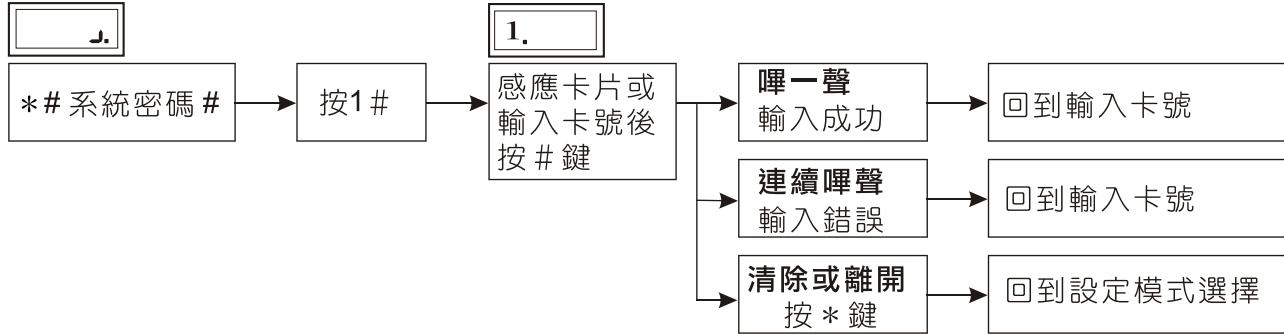 1.
＊# 系統密碼 #
按1＃
感應卡片或
輸入卡號後
按＃鍵
嗶一聲
輸入成功
回到輸入卡號
連續嗶聲
輸入錯誤
回到輸入卡號
清除或離開
按＊鍵
回到設定模式選擇